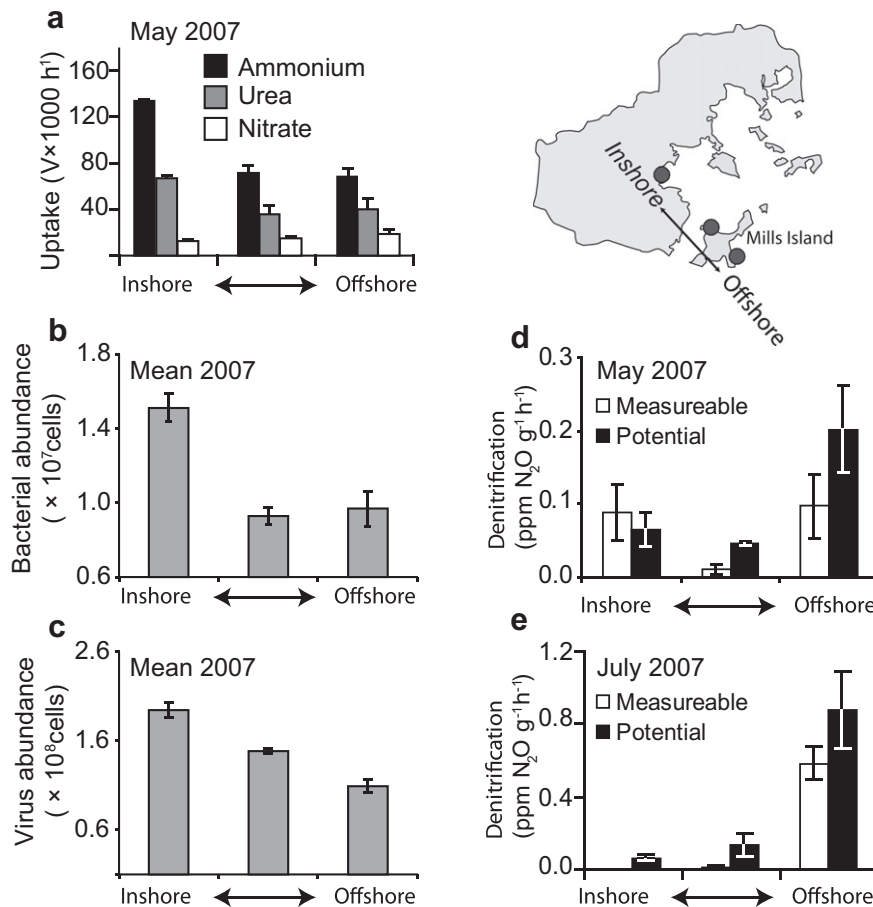 a
May 2007
Ammonium
Urea
Nitrate
Uptake (V×1000 h¹)
160
120
80
40
Inshore
Offshore
Inshore
Mills Island
Offshore
b
Mean 2007
Bacterial abundance
( × 10⁷cells)
1.8
1.4
1.0
0.6
Inshore
Offshore
c
Mean 2007
Virus abundance
( × 10⁸cells)
2.6
1.6
0.6
Inshore
Offshore
d
May 2007
Measureable
Potential
Denitrification
(ppm N₂O g⁻¹h⁻¹)
0.3
0.2
0.1
0.0
Inshore
Offshore
e
July 2007
Measureable
Potential
Denitrification
(ppm N₂O g⁻¹h⁻¹)
1.2
0.8
0.4
0.0
Inshore
Offshore